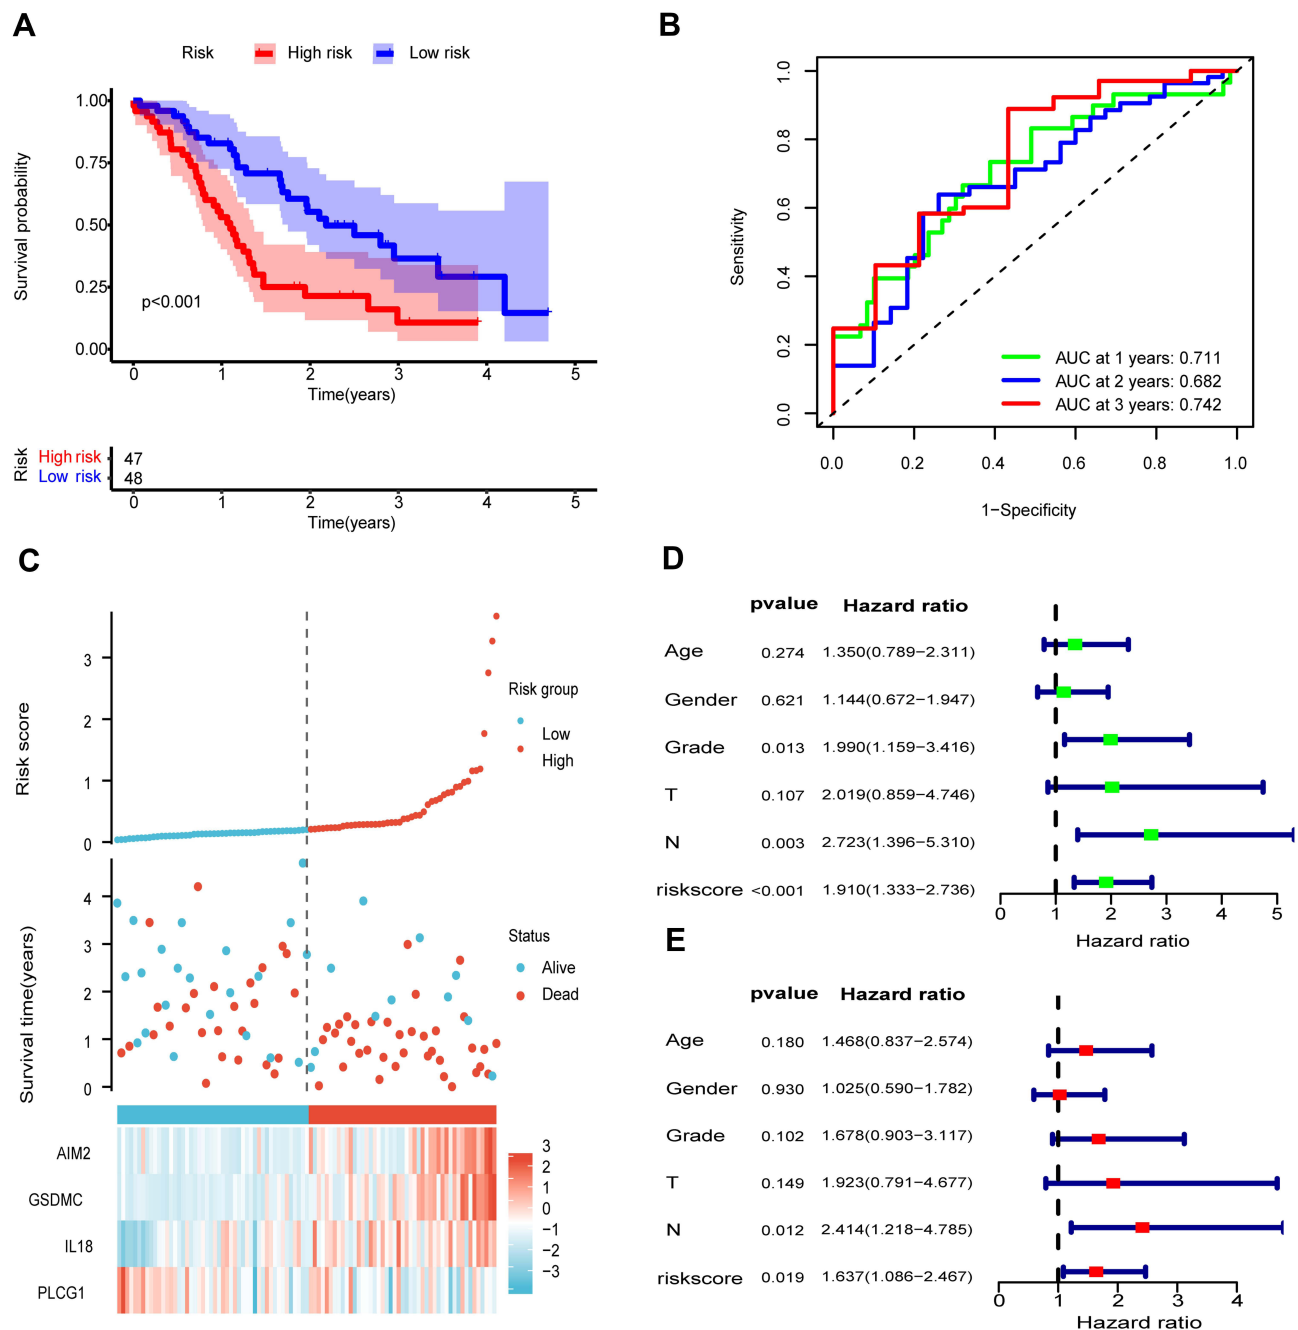 A
Risk High risk Low risk
Survival probability
1.00
0.75
0.50
0.25
0.00
p<0.001
0 1 2 3 4 5
Time(years)
Risk
High risk 47
Low risk 48
0 1 2 3 4 5
Time(years)
B
Sensitivity
1.0
0.8
0.6
0.4
0.2
0.0
AUC at 1 years: 0.711
AUC at 2 years: 0.682
AUC at 3 years: 0.742
0.0 0.2 0.4 0.6 0.8 1.0
1−Specificity
C
Risk score
3
2
1
0
Risk group
Low
High
Survival time(years)
4
3
2
1
0
Status
Alive
Dead
AIM2
GSDMC
IL18
PLCG1
3
2
1
0
−1
−2
−3
D
pvalue Hazard ratio
Age 0.274 1.350(0.789−2.311)
Gender 0.621 1.144(0.672−1.947)
Grade 0.013 1.990(1.159−3.416)
T 0.107 2.019(0.859−4.746)
N 0.003 2.723(1.396−5.310)
riskscore <0.001 1.910(1.333−2.736)
0 1 2 3 4 5
Hazard ratio
E
pvalue Hazard ratio
Age 0.180 1.468(0.837−2.574)
Gender 0.930 1.025(0.590−1.782)
Grade 0.102 1.678(0.903−3.117)
T 0.149 1.923(0.791−4.677)
N 0.012 2.414(1.218−4.785)
riskscore 0.019 1.637(1.086−2.467)
0 1 2 3 4
Hazard ratio